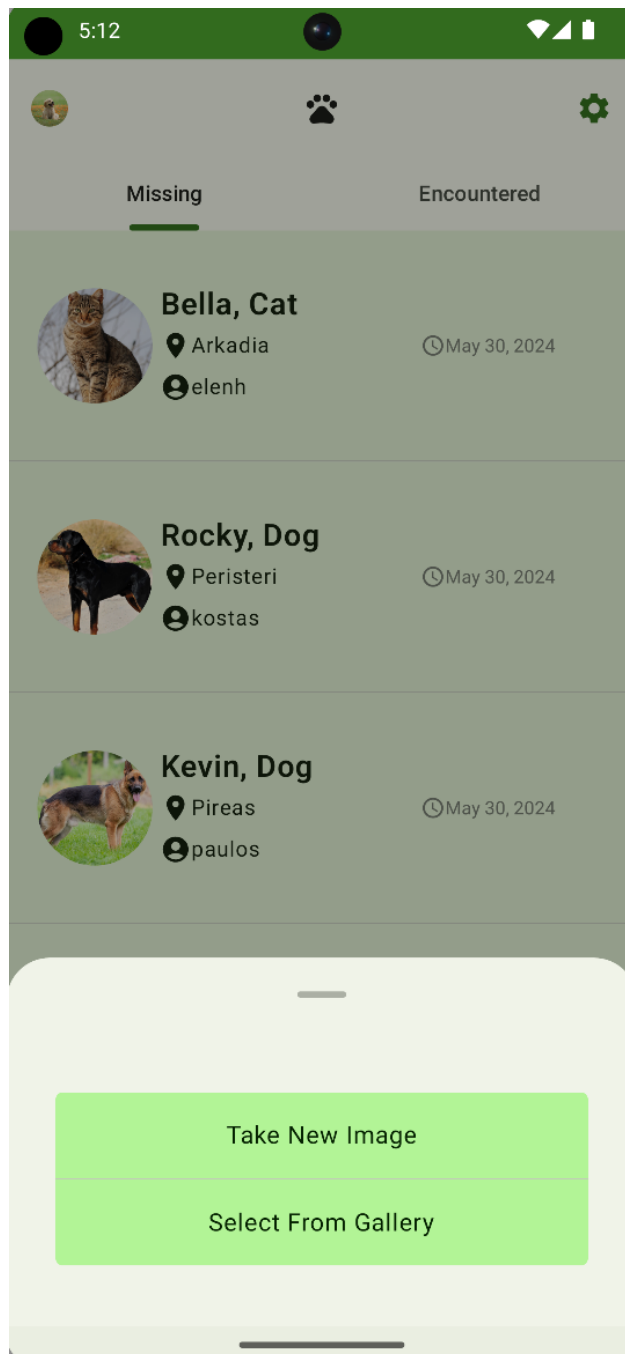 5:12
Missing
Encountered
Bella, Cat
Arkadia
May 30, 2024
elenh
Rocky, Dog
Peristeri
May 30, 2024
kostas
Kevin, Dog
Pireas
May 30, 2024
paulos
Take New Image
Select From Gallery